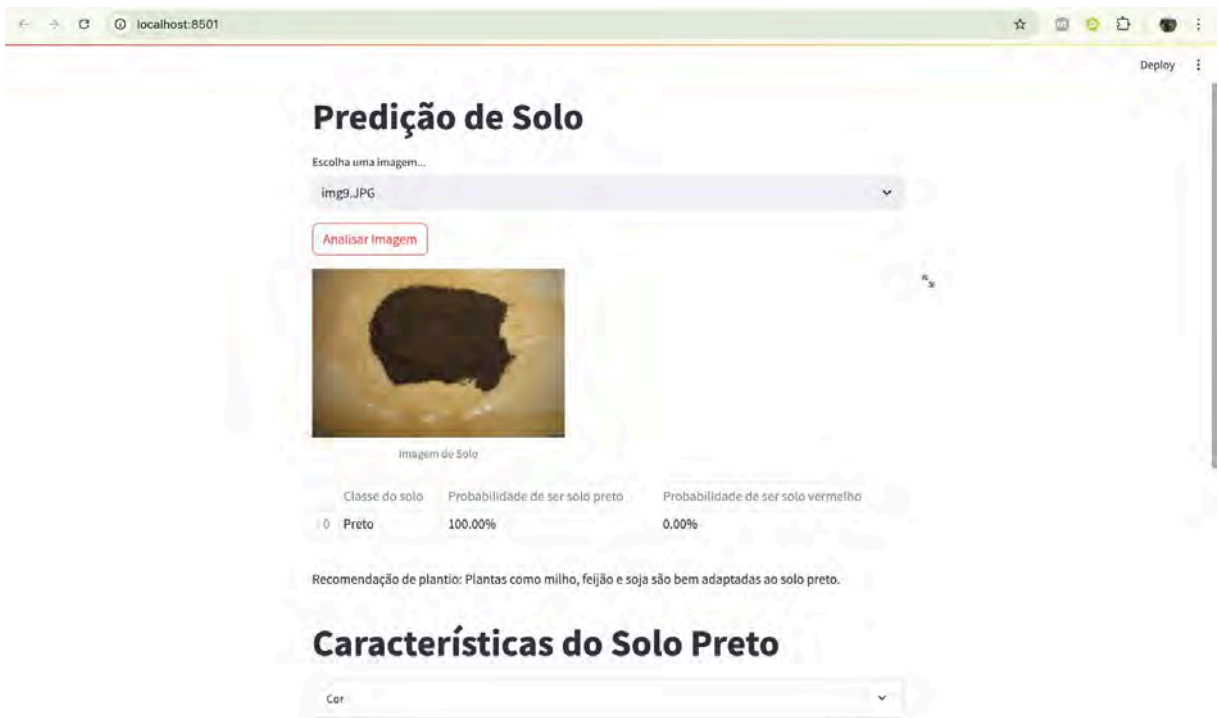 localhost:8501
Deploy
Predição de Solo
Escolha uma imagem...
img9.JPG
Analisar Imagem
Imagem de Solo
Classe do solo Probabilidade de ser solo preto Probabilidade de ser solo vermelho
0 Preto 100.00% 0.00%
Recomendação de plantio: Plantas como milho, feijão e soja são bem adaptadas ao solo preto.
Características do Solo Preto
Cor